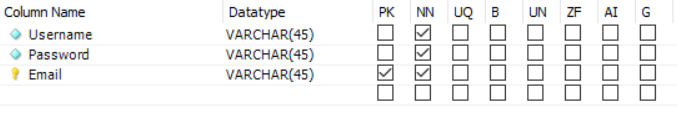 Column Name Datatype PK NN UQ B UN ZF AI G
Username VARCHAR(45)
Password VARCHAR(45)
Email VARCHAR(45)